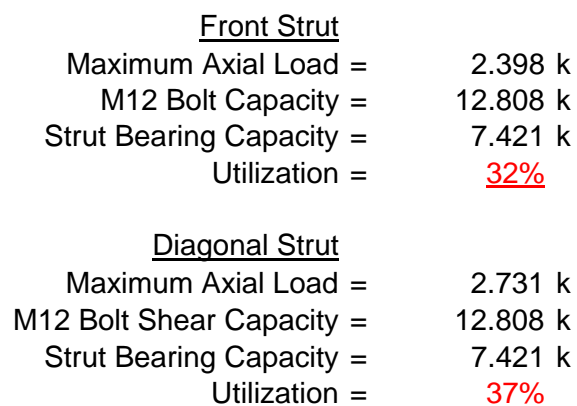 Front Strut
Maximum Axial Load = 2.398 k
M12 Bolt Capacity = 12.808 k
Strut Bearing Capacity = 7.421 k
Utilization = 32%
Diagonal Strut
Maximum Axial Load = 2.731 k
M12 Bolt Shear Capacity = 12.808 k
Strut Bearing Capacity = 7.421 k
Utilization = 37%